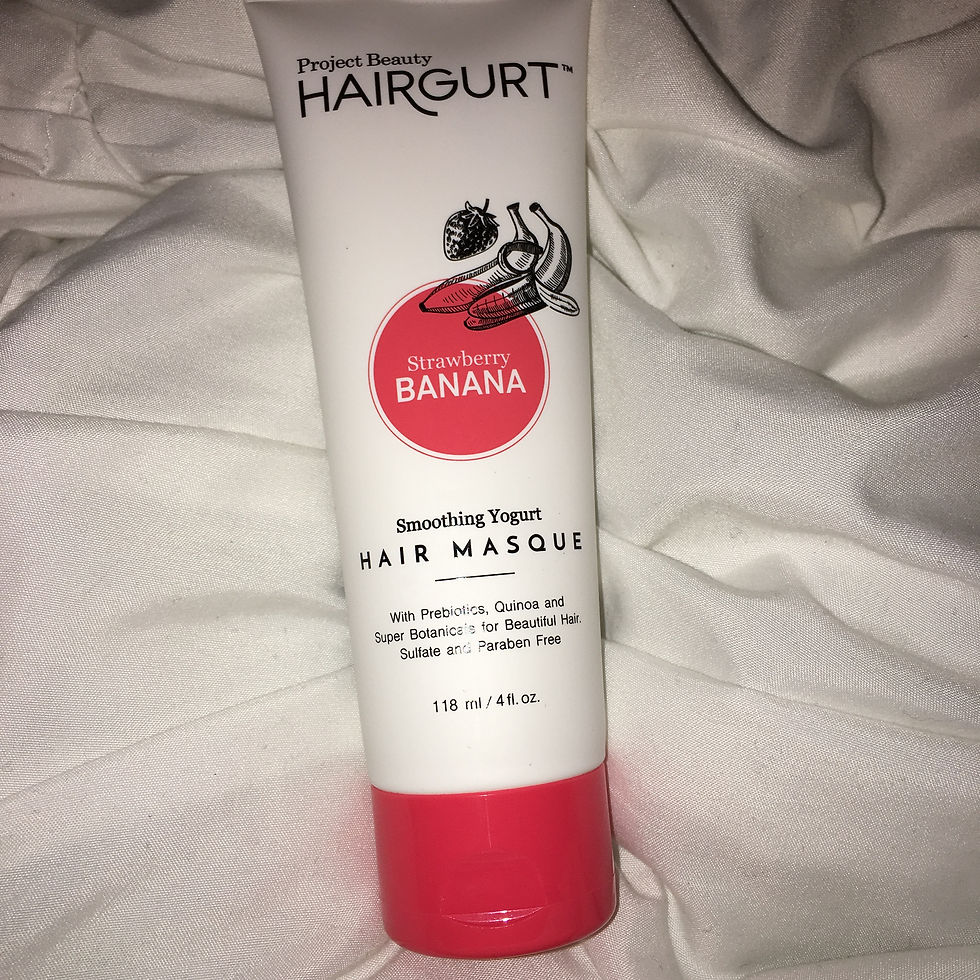 Project Beauty
HAIRGURT™
Strawberry
BANANA
Smoothing Yogurt
HAIR MASQUE
With Prebiotics, Quinoa and
Super Botanicals for Beautiful Hair.
Sulfate and Paraben Free
118 ml / 4 fl. oz.